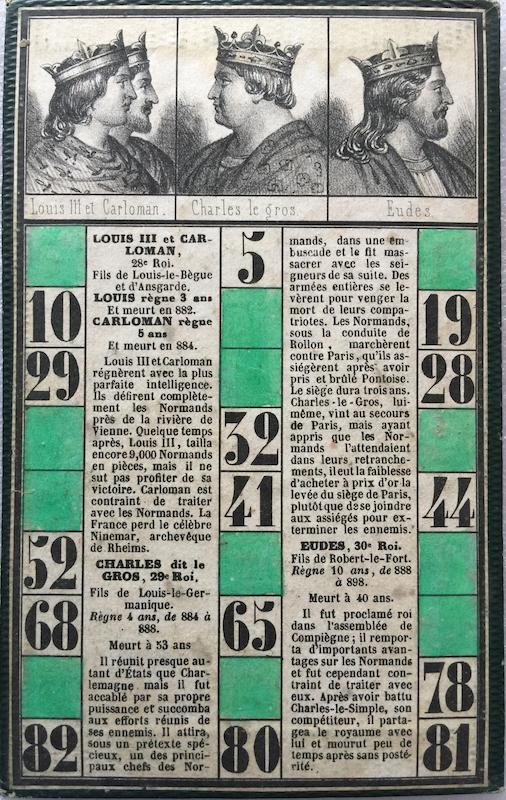 Louis III et Carloman.
Charles le gros
Eudes
LOUIS III et CAR-
LOMAN,
28e Roi.
Fils de Louis-le-Bègue
et d'Ansgarde.
LOUIS règne 3 ans
Et meurt en 882.
CARLOMAN règne
5 ans
Et meurt en 884.
Louis III et Carloman
régnèrent avec la plus
parfaite intelligence.
Ils défirent complète-
ment les Normands
près de la rivière de
Vienne. Quelque temps
après, Louis III, tailla
encore 9,000 Normands
en pièces, mais il ne
sut pas profiter de sa
victoire. Carloman est
contraint de traiter
avec les Normands. La
France perd le célèbre
Ninemar, archevêque
de Rheims.
CHARLES dit le
GROS, 29e Roi,
Fils de Louis-le-Ger-
manique.
Règne 4 ans, de 884 à
888.
Meurt à 53 ans
Il réunit presque au-
tant d'États que Char-
lemagne mais il fut
accablé par sa propre
puissance et succomba
aux efforts réunis de
ses ennemis. Il attira,
sous un prétexte spé-
cieux, un des princi-
paux chefs des Nor-
mands, dans une em-
buscade et le fit mas-
sacrer avec les sei-
gneurs de sa suite. Des
armées entières se le-
vèrent pour venger la
mort de leurs compa-
triotes. Les Normands,
sous la conduite de
Rollon, marchèrent
contre Paris, qu'ils as-
siégèrent après avoir
pris et brûlé Pontoise.
Le siège dura trois ans.
Charles-le-Gros, lui-
même, vint au secours
de Paris, mais ayant
appris que les Nor-
mands l'attendaient
dans leurs retranche-
ments, il eut la faiblesse
d'acheter à prix d'or la
levée du siège de Paris,
plutôt que de se joindre
aux assiégés pour ex-
terminer les ennemis.
EUDES, 30e Roi.
Fils de Robert-le-Fort.
Règne 10 ans, de 888
à 898.
Meurt à 40 ans.
Il fut proclamé roi
dans l'assemblée de
Compiègne; il rempor-
ta d'importants avan-
tages sur les Normands
et fut cependant con-
traint de traiter avec
eux. Après avoir battu
Charles-le-Simple, son
compétiteur, il parta-
gea le royaume avec
lui et mourut peu de
temps après sans posté-
rité.
5
10
19
29
28
32
41
44
52
68
65
78
82
80
81